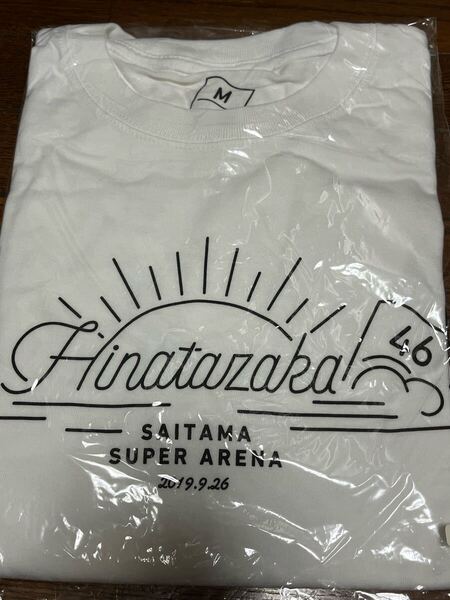 M
Hinatazaka 46
SAITAMA
SUPER ARENA
2019.9.26